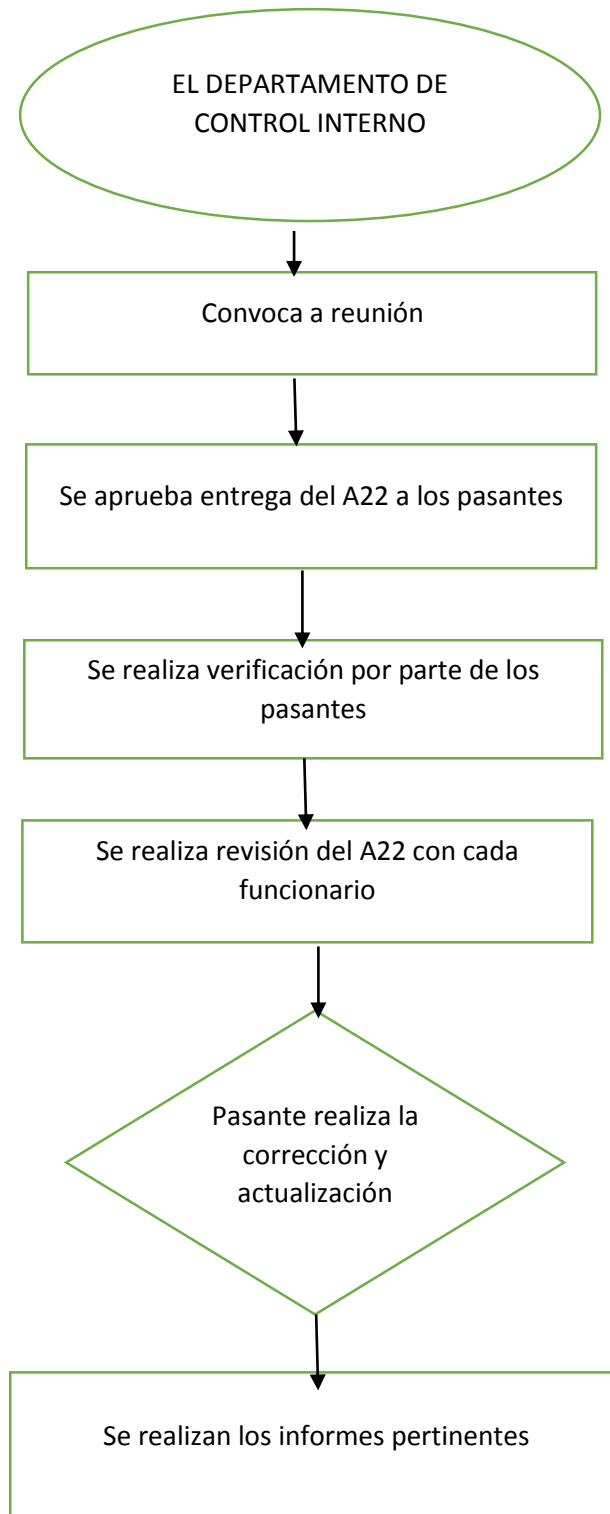 EL DEPARTAMENTO DE
CONTROL INTERNO
Convoca a reunión
Se aprueba entrega del A22 a los pasantes
Se realiza verificación por parte de los
pasantes
Se realiza revisión del A22 con cada
funcionario
Pasante realiza la
corrección y
actualización
Se realizan los informes pertinentes